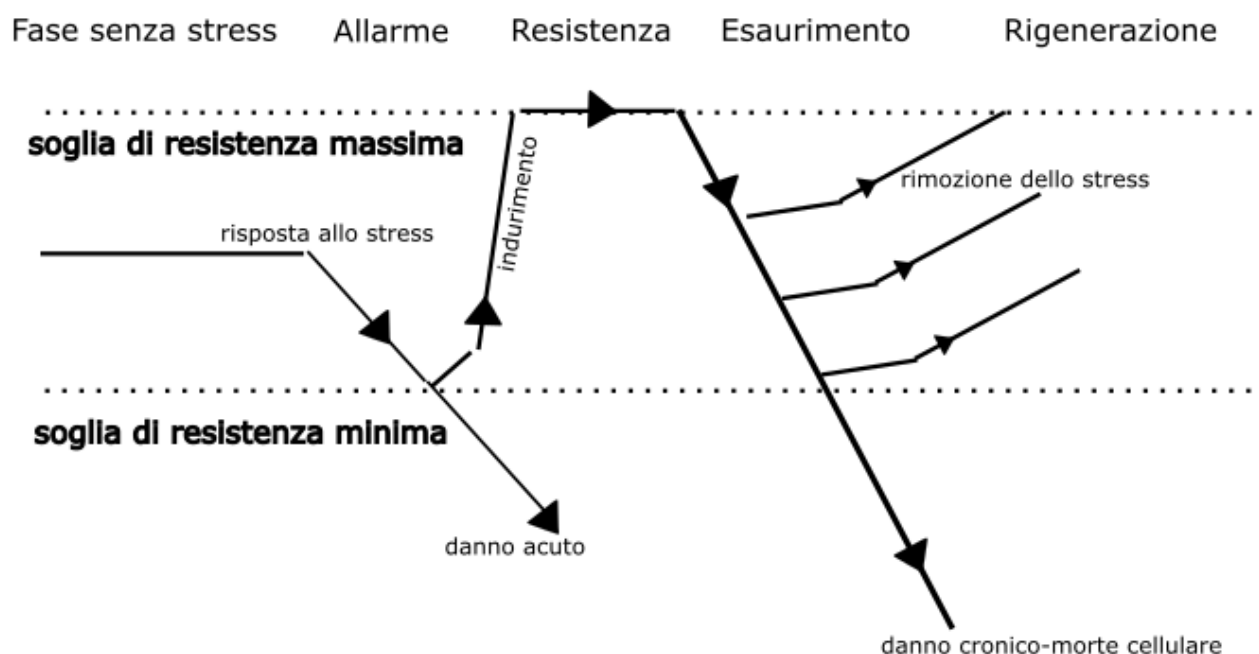 Fase senza stress Allarme Resistenza Esaurimento Rigenerazione
soglia di resistenza massima
indurimento
rimozione dello stress
risposta allo stress
soglia di resistenza minima
danno acuto
danno cronico-morte cellulare